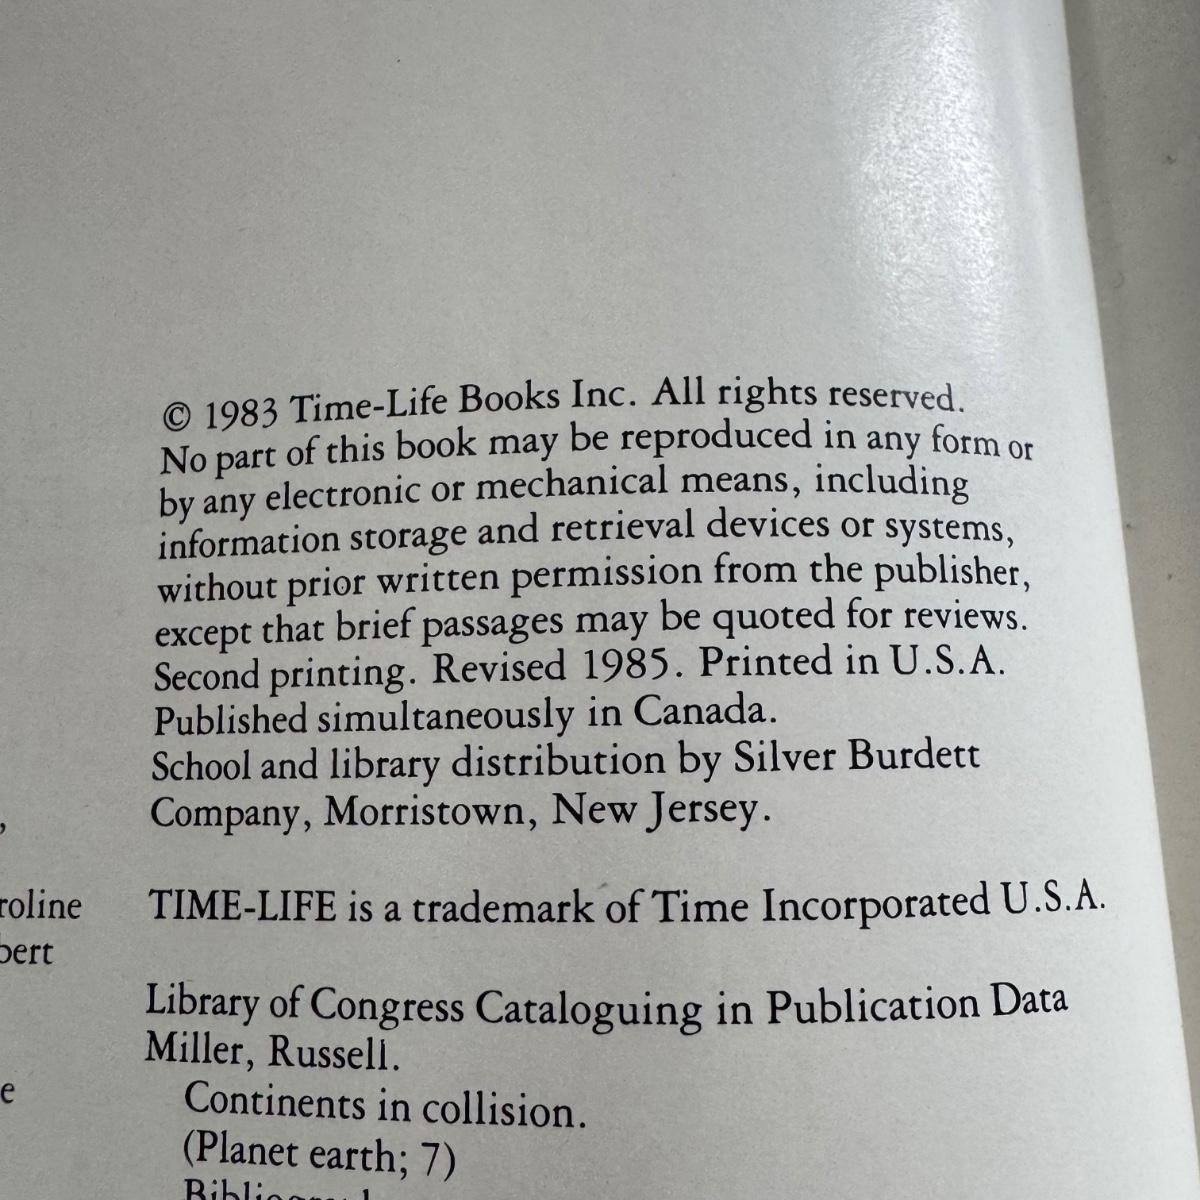 © 1983 Time-Life Books Inc. All rights reserved.
No part of this book may be reproduced in any form or
by any electronic or mechanical means, including
information storage and retrieval devices or systems,
without prior written permission from the publisher,
except that brief passages may be quoted for reviews.
Second printing. Revised 1985. Printed in U.S.A.
Published simultaneously in Canada.
School and library distribution by Silver Burdett
Company, Morristown, New Jersey.
TIME-LIFE is a trademark of Time Incorporated U.S.A.
Library of Congress Cataloguing in Publication Data
Miller, Russell.
Continents in collision.
(Planet earth; 7)